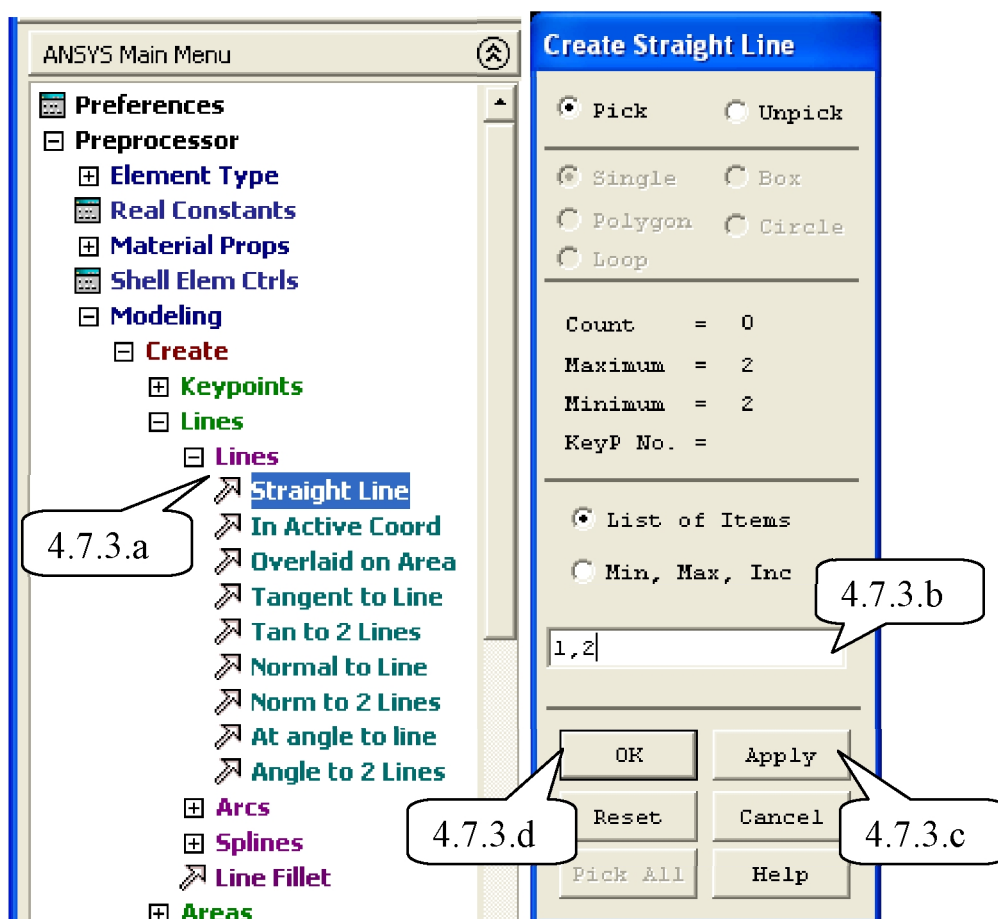 ANSYS Main Menu
Preferences
Preprocessor
Element Type
Real Constants
Material Props
Shell Elem Ctrls
Modeling
Create
Keypoints
Lines
Lines
Straight Line
In Active Coord
Overlaid on Area
Tangent to Line
Tan to 2 Lines
Normal to Line
Norm to 2 Lines
At angle to line
Angle to 2 Lines
Arcs
Splines
Line Fillet
Areas
4.7.3.a
Create Straight Line
Pick Unpick
Single Box
Polygon Circle
Loop
Count = 0
Maximum = 2
Minimum = 2
KeyP No. =
List of Items
Min, Max, Inc
4.7.3.b
1,2
OK Apply
Reset Cancel
Pick All Help
4.7.3.d
4.7.3.c